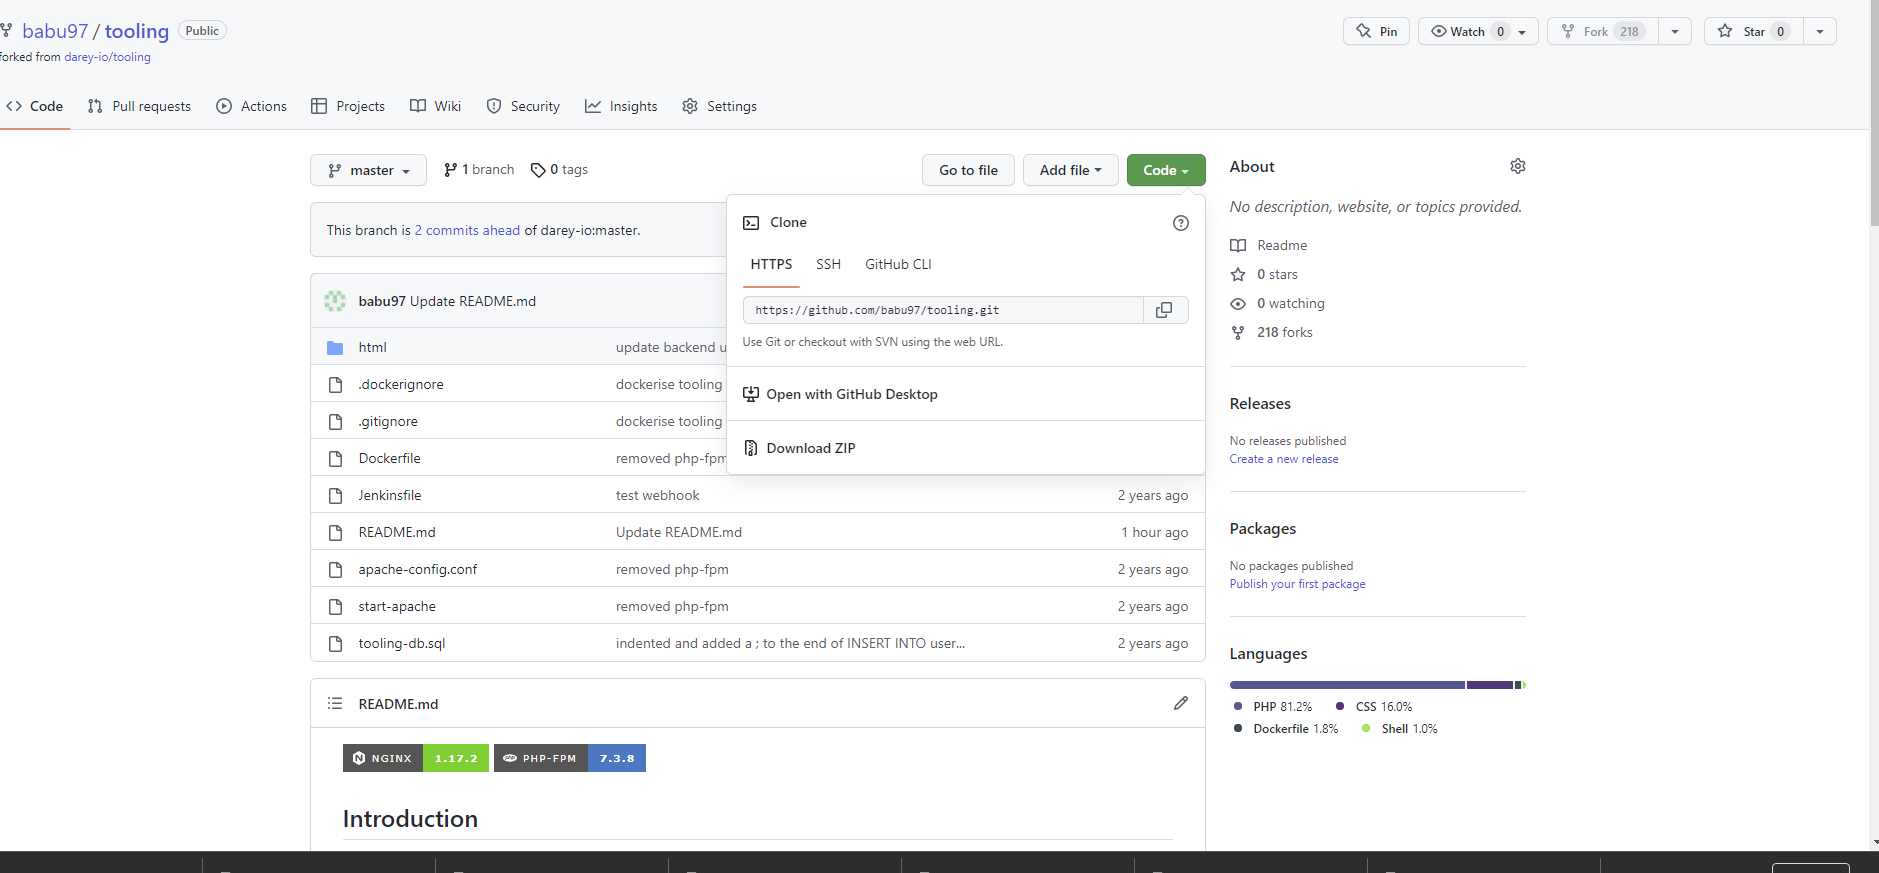 babu97 / tooling Public
Pin Watch 0 Fork 218 Star 0
forked from darey-io/tooling
Code Pull requests Actions Projects Wiki Security Insights Settings
master 1 branch 0 tags Go to file Add file Code
This branch is 2 commits ahead of darey-io:master.
babu97 Update README.md
html update backend u
.dockerignore dockerise tooling
.gitignore dockerise tooling
Dockerfile removed php-fpm
Jenkinsfile test webhook 2 years ago
README.md Update README.md 1 hour ago
apache-config.conf removed php-fpm 2 years ago
start-apache removed php-fpm 2 years ago
tooling-db.sql indented and added a ; to the end of INSERT INTO user... 2 years ago
Clone
HTTPS SSH GitHub CLI
https://github.com/babu97/tooling.git
Use Git or checkout with SVN using the web URL.
Open with GitHub Desktop
Download ZIP
README.md
NGINX 1.17.2 PHP-FPM 7.3.8
Introduction
About
No description, website, or topics provided.
Readme
0 stars
0 watching
218 forks
Releases
No releases published
Create a new release
Packages
No packages published
Publish your first package
Languages
PHP 81.2% CSS 16.0%
Dockerfile 1.8% Shell 1.0%